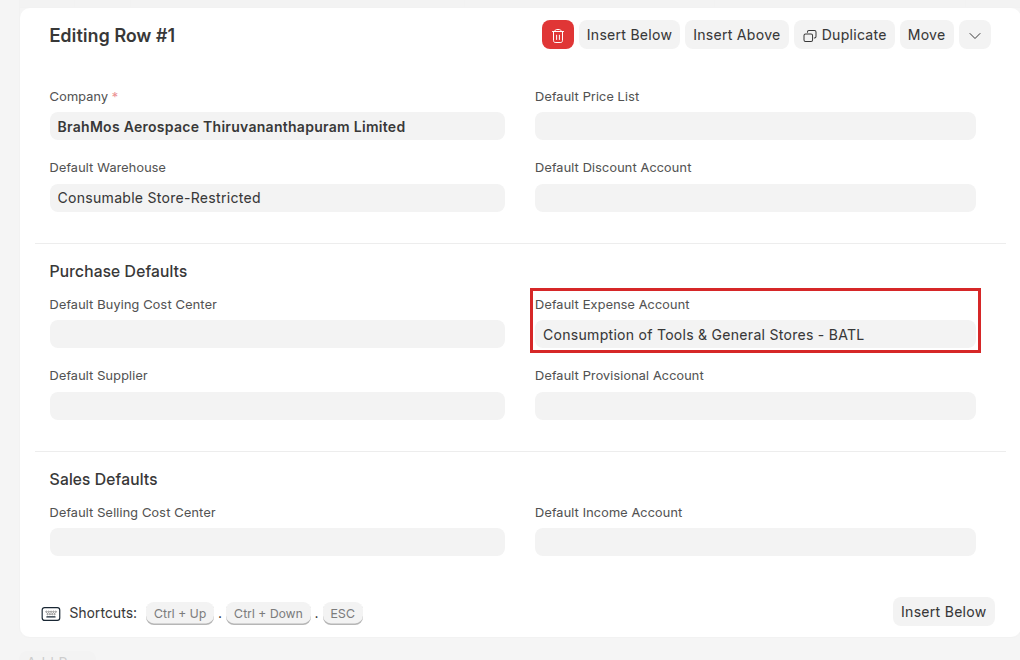 Editing Row #1
Insert Below
Insert Above
Duplicate
Move
Company *
Default Price List
BrahMos Aerospace Thiruvananthapuram Limited
Default Warehouse
Default Discount Account
Consumable Store-Restricted
Purchase Defaults
Default Buying Cost Center
Default Expense Account
Consumption of Tools & General Stores - BATL
Default Supplier
Default Provisional Account
Sales Defaults
Default Selling Cost Center
Default Income Account
Shortcuts: Ctrl + Up . Ctrl + Down . ESC
Insert Below